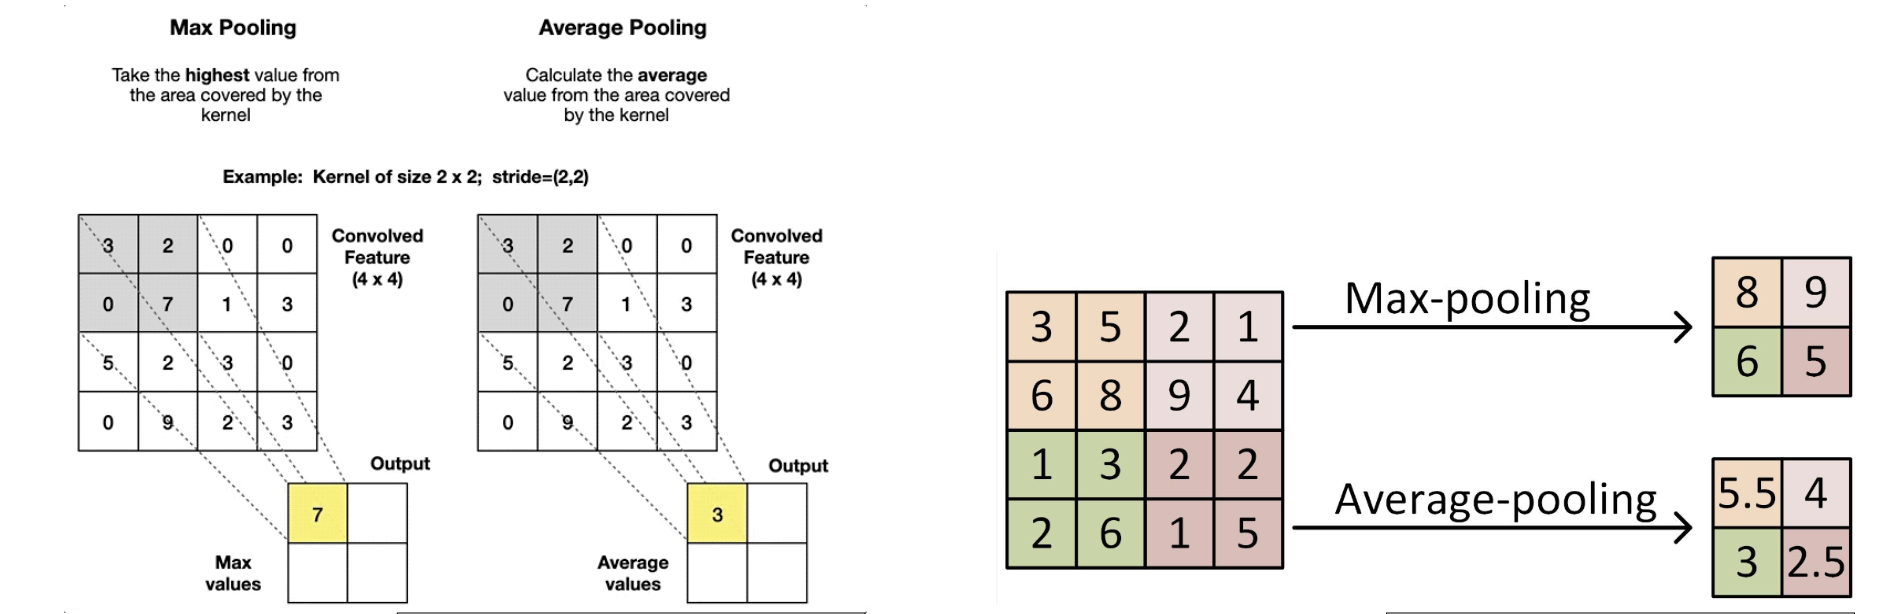 Max Pooling
Take the highest value from
the area covered by the
kernel
Average Pooling
Calculate the average
value from the area covered
by the kernel
Example: Kernel of size 2 x 2; stride=(2,2)
3 2 0 0
0 7 1 3
5 2 3 0
0 9 2 3
Convolved
Feature
(4 x 4)
Output
7
Max
values
3 2 0 0
0 7 1 3
5 2 3 0
0 9 2 3
Convolved
Feature
(4 x 4)
Output
3
Average
values
3 5 2 1
6 8 9 4
1 3 2 2
2 6 1 5
Max-pooling
8 9
6 5
Average-pooling
5.5 4
3 2.5